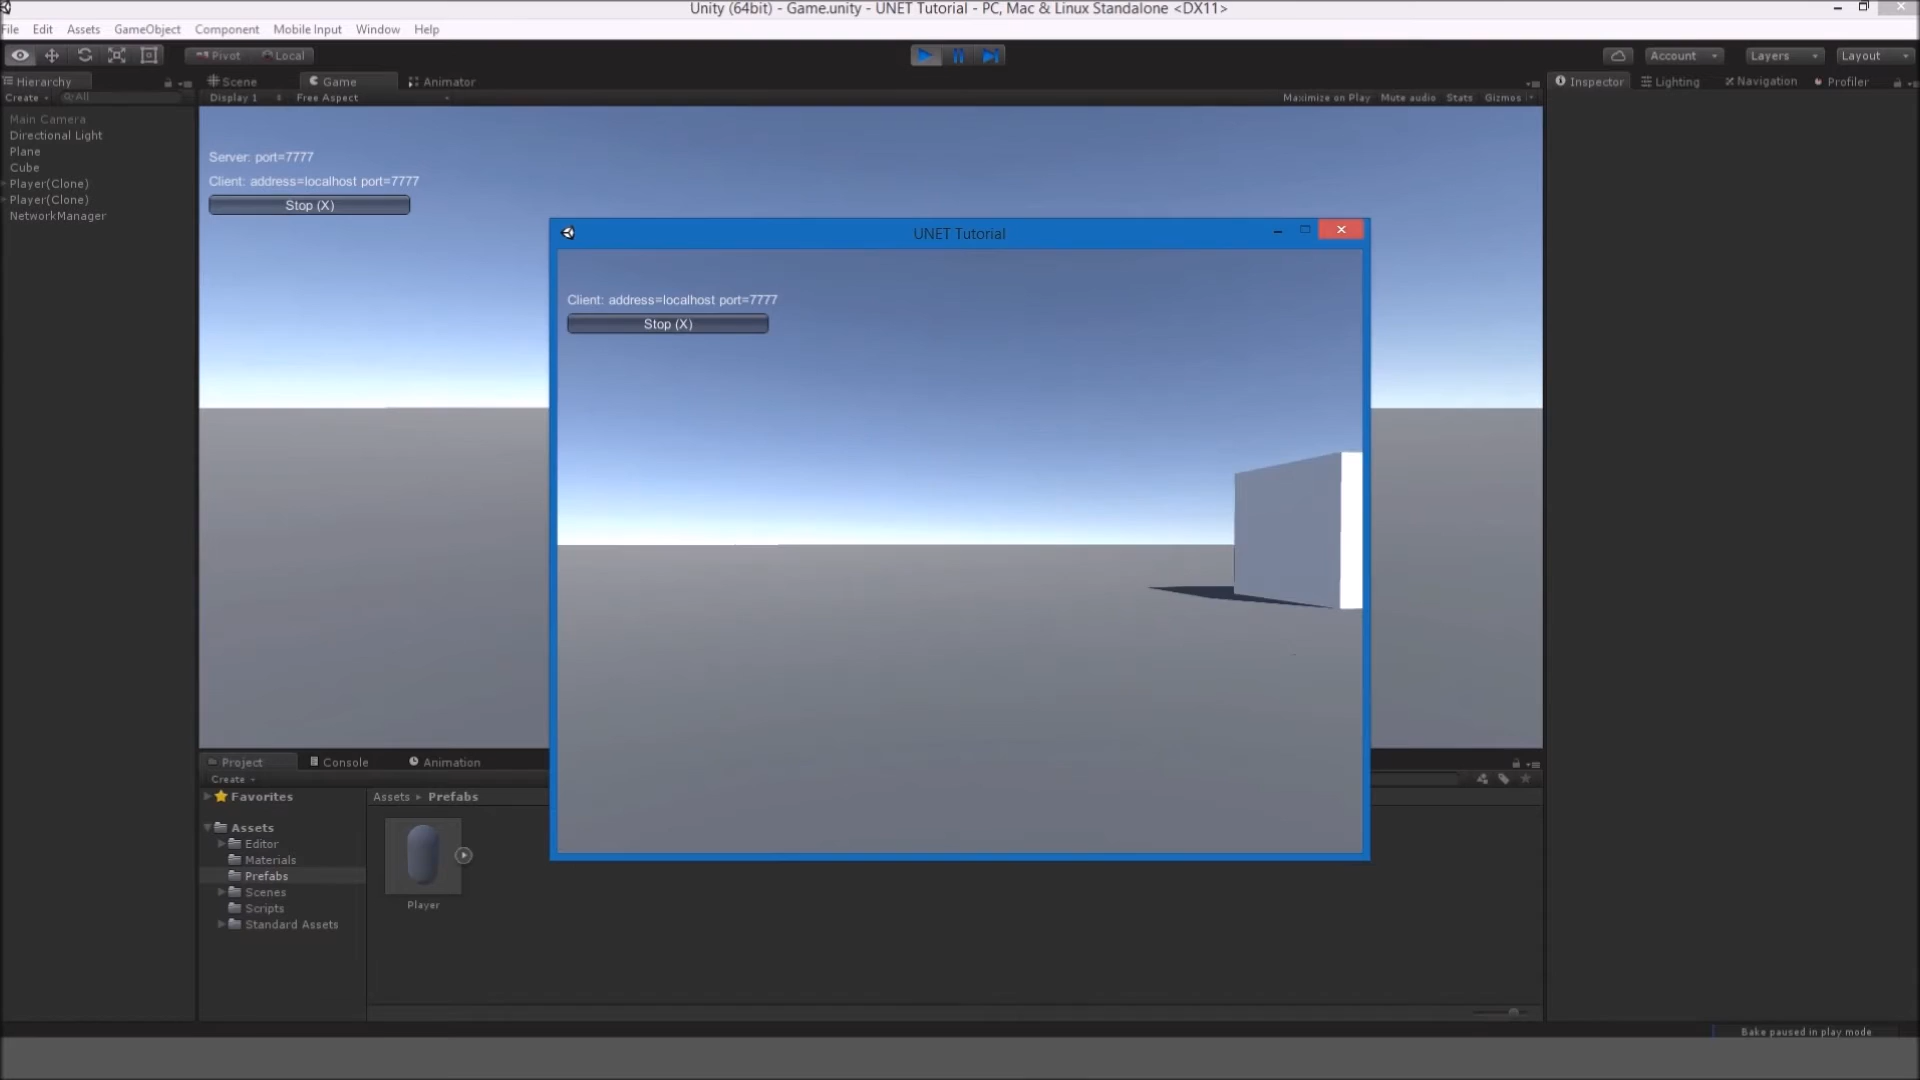 Unity (64bit) - Game.unity - UNET Tutorial - PC, Mac & Linux Standalone <DX11>
File Edit Assets GameObject Component Mobile Input Window Help
Pivot Local Account Layers Layout
Hierarchy Scene Game Animator Inspector Lighting Navigation Profiler
Create All Display 1 Free Aspect Maximize on Play Mute audio Stats Gizmos
Main Camera
Directional Light
Plane
Cube
Player(Clone)
Player(Clone)
NetworkManager
Server: port=7777
Client: address=localhost port=7777
Stop (X)
UNET Tutorial
Client: address=localhost port=7777
Stop (X)
Project Console Animation
Create
Favorites
Assets
Editor
Materials
Prefabs
Scenes
Scripts
Standard Assets
Assets Prefabs
Player
Bake paused in play mode